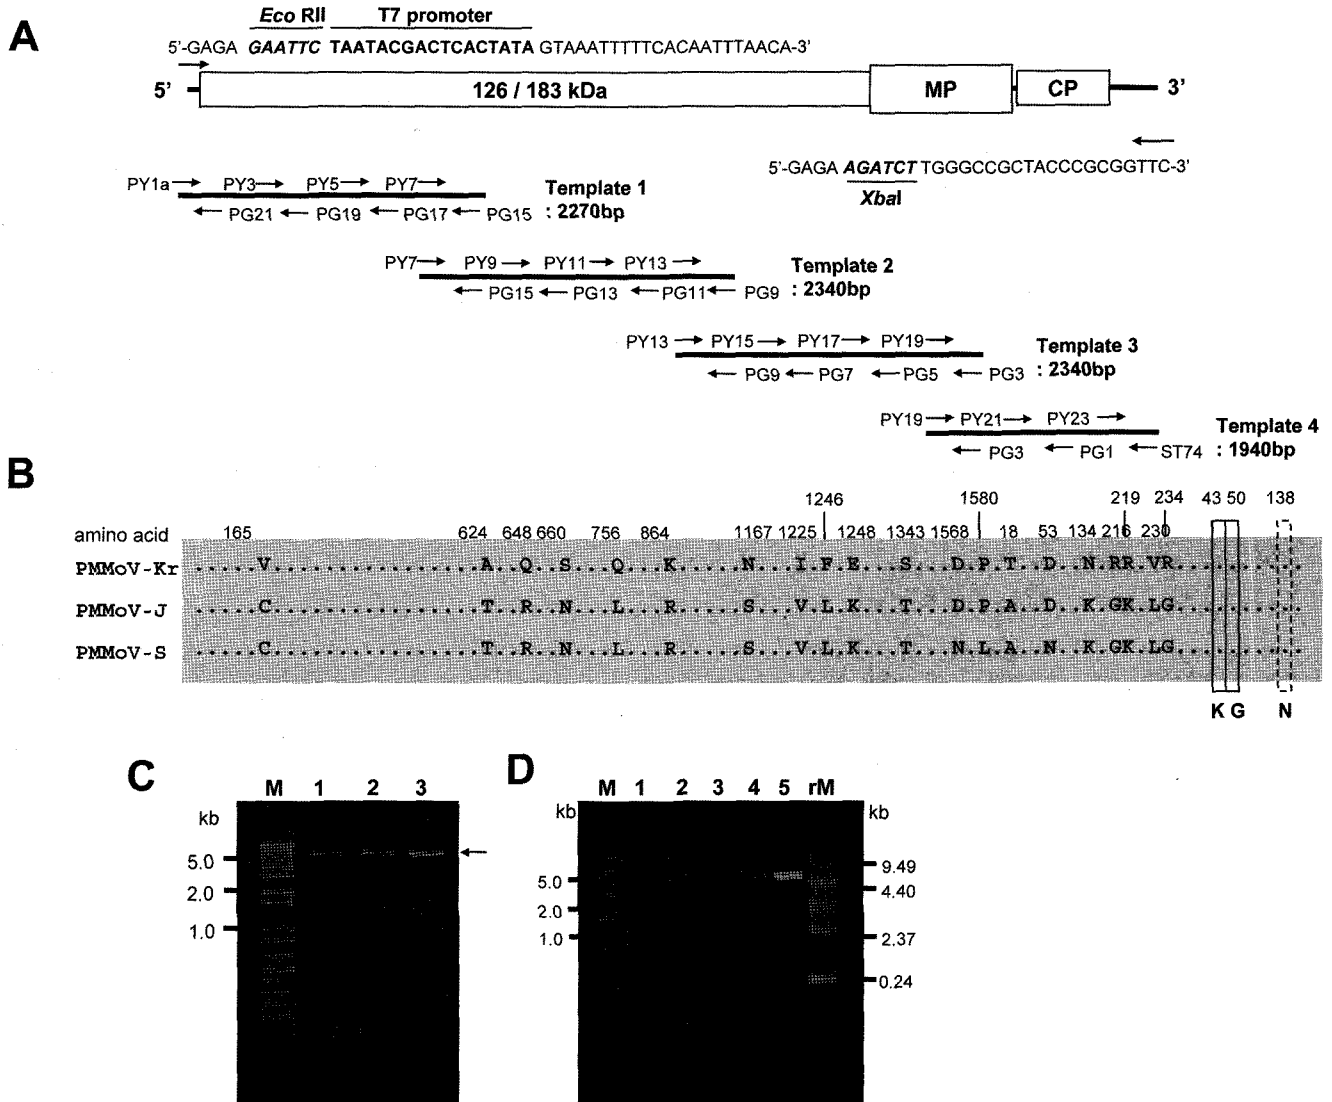 A
Eco RII T7 promoter
5'-GAGA GAATTC TAATACGACTCACTATA GTAAATTTTTCACAATTTAACA-3'
5' 126 / 183 kDa MP CP 3'
5'-GAGA AGATCT TGGGCCGCTACCCGCGGTTC-3'
XbaI
PY1a PY3 PY5 PY7 Template 1
PG21 PG19 PG17 PG15 : 2270bp
PY7 PY9 PY11 PY13 Template 2
PG15 PG13 PG11 PG9 : 2340bp
PY13 PY15 PY17 PY19 Template 3
PG9 PG7 PG5 PG3 : 2340bp
PY19 PY21 PY23 Template 4
PG3 PG1 ST74 : 1940bp
B
1246 1580 219 234 43 50 138
amino acid 165 624 648 660 756 864 1167 1225 1248 1343 1568 18 53 134 216 230
PMMoV-Kr .....V................A..Q..S...Q...K.....N...I.F.E...S...D.P.T..D..N.RR.VR..........
PMMoV-J .....C................T..R..N...L...R.....S...V.L.K...T...D.P.A..D..K.GK.LG..........
PMMoV-S .....C................T..R..N...L...R.....S...V.L.K...T...N.L.A..N..K.GK.LG..........
K G N
C
M 1 2 3
kb
5.0
2.0
1.0
D
M 1 2 3 4 5 rM
kb kb
5.0
2.0
1.0
9.49
4.40
2.37
0.24